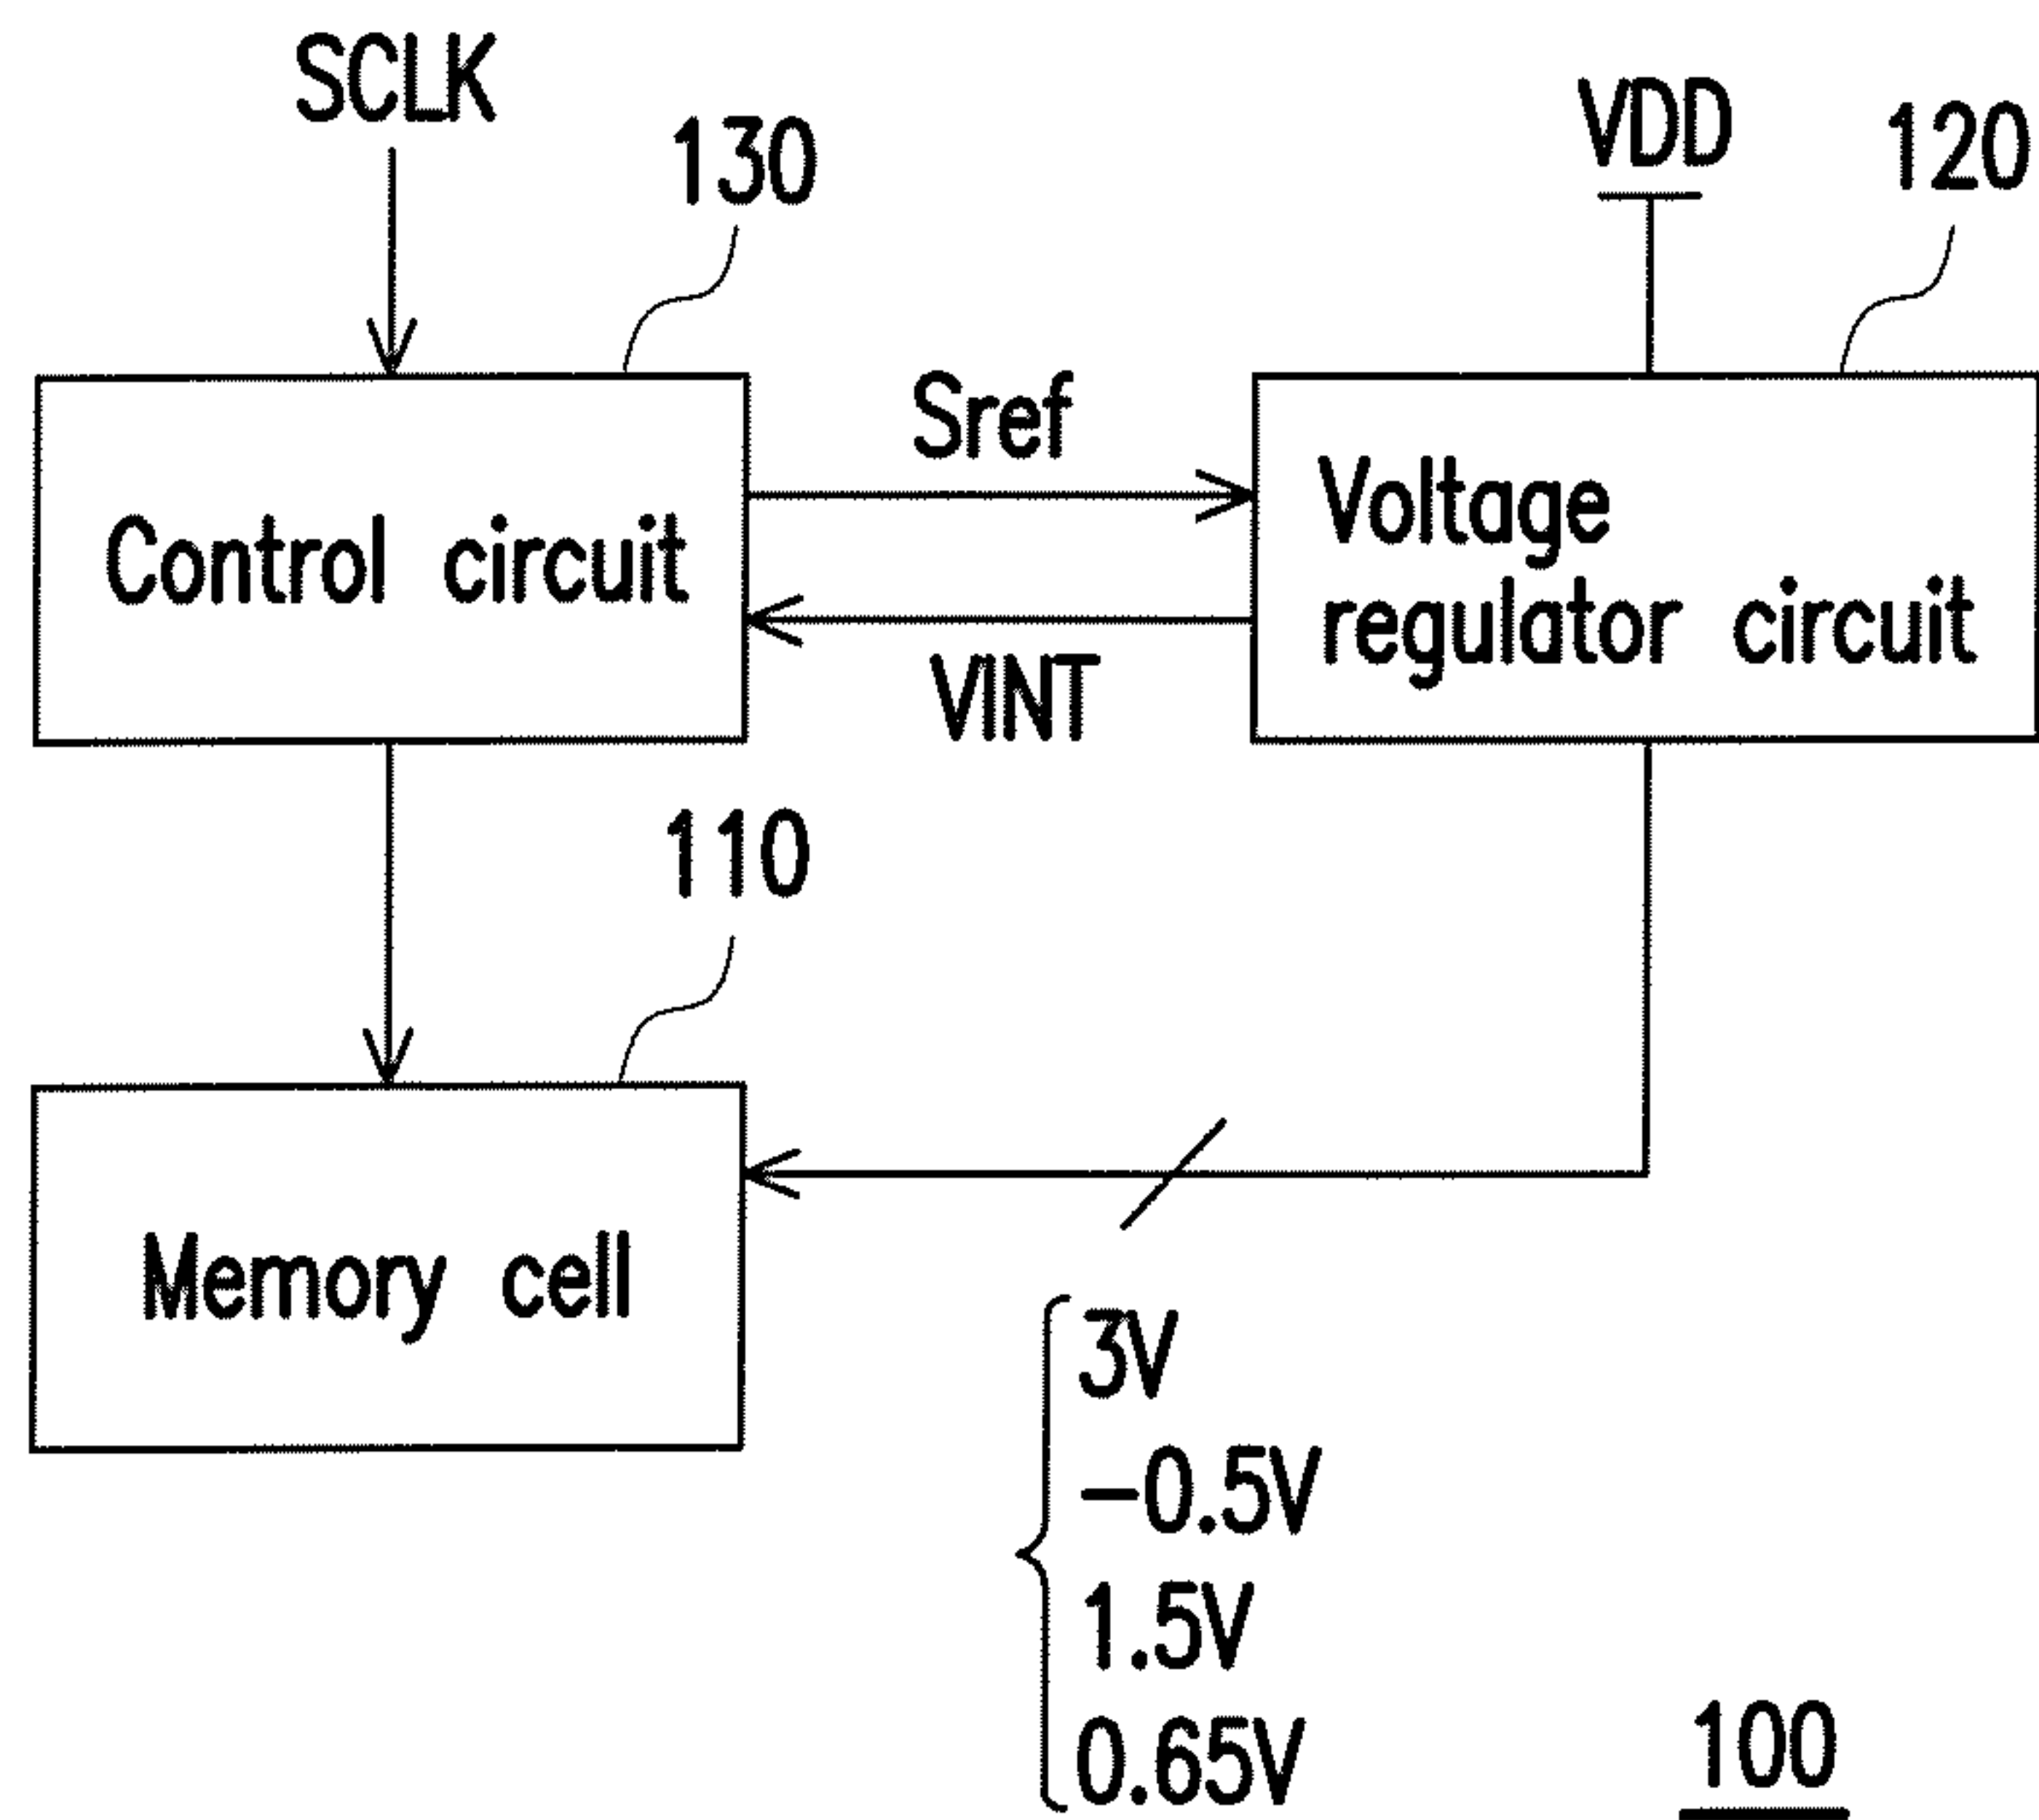 SCLK
130
VDD
120
Control circuit
Sref
VINT
Voltage
regulator circuit
110
Memory cell
3V
-0.5V
1.5V
0.65V
100